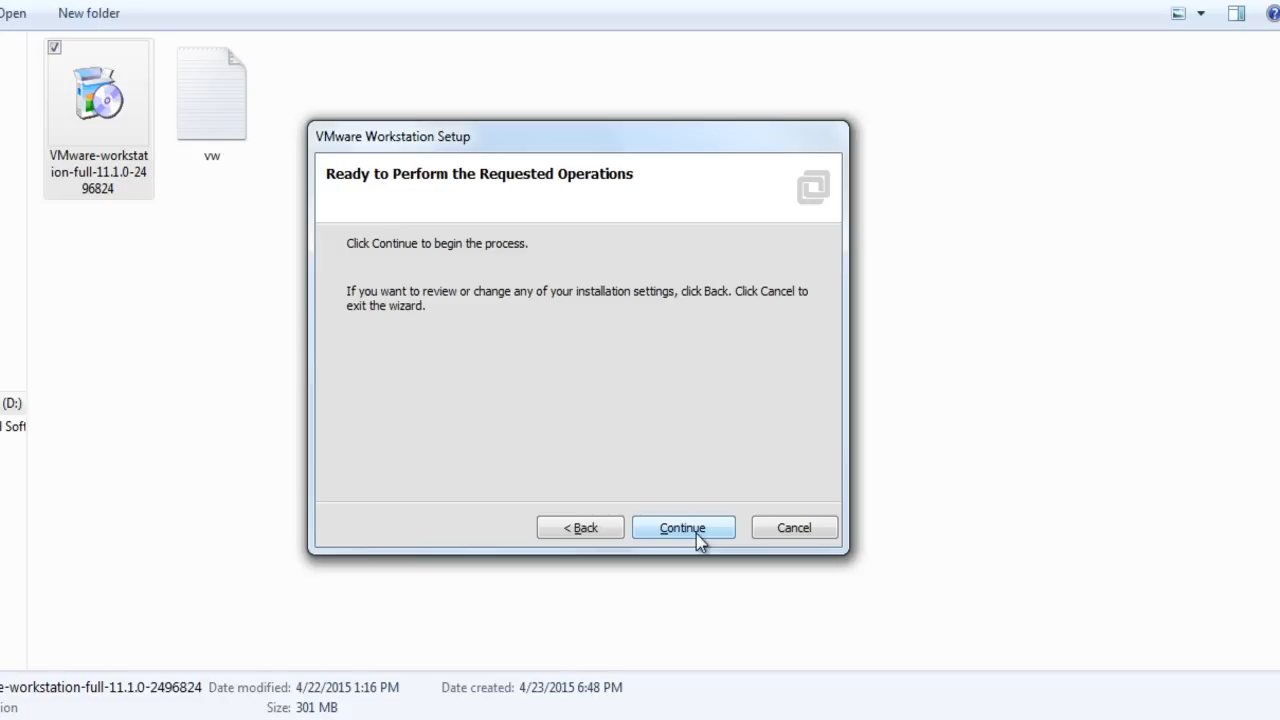 Open New folder
VMware-workstat
ion-full-11.1.0-24
96824
vw
VMware Workstation Setup
Ready to Perform the Requested Operations
Click Continue to begin the process.
If you want to review or change any of your installation settings, click Back. Click Cancel to
exit the wizard.
(D:)
Soft
< Back Continue Cancel
e-workstation-full-11.1.0-2496824 Date modified: 4/22/2015 1:16 PM Date created: 4/23/2015 6:48 PM
ion Size: 301 MB